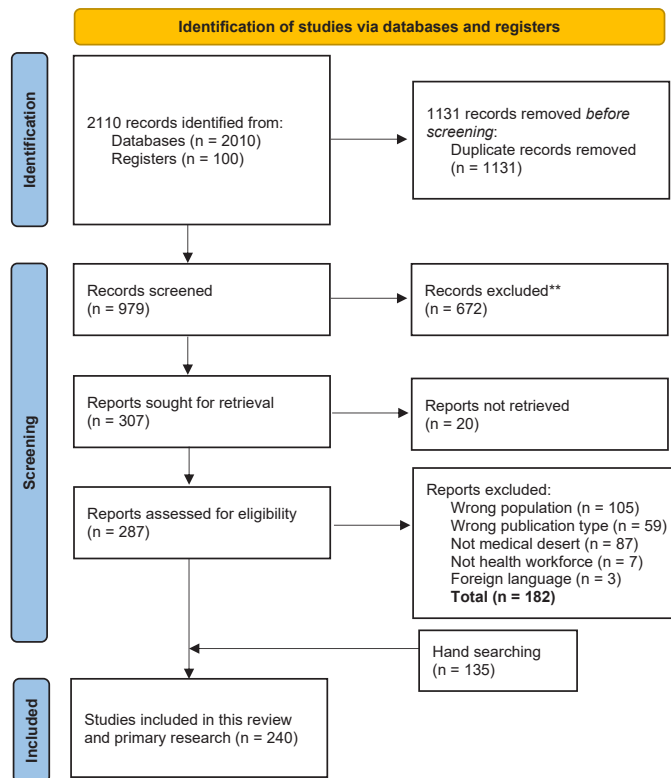 Identification of studies via databases and registers
Identification
2110 records identified from:
Databases (n = 2010)
Registers (n = 100)
1131 records removed before
screening:
Duplicate records removed
(n = 1131)
Screening
Records screened
(n = 979)
Records excluded**
(n = 672)
Reports sought for retrieval
(n = 307)
Reports not retrieved
(n = 20)
Reports assessed for eligibility
(n = 287)
Reports excluded:
Wrong population (n = 105)
Wrong publication type (n = 59)
Not medical desert (n = 87)
Not health workforce (n = 7)
Foreign language (n = 3)
Total (n = 182)
Hand searching
(n = 135)
Included
Studies included in this review
and primary research (n = 240)